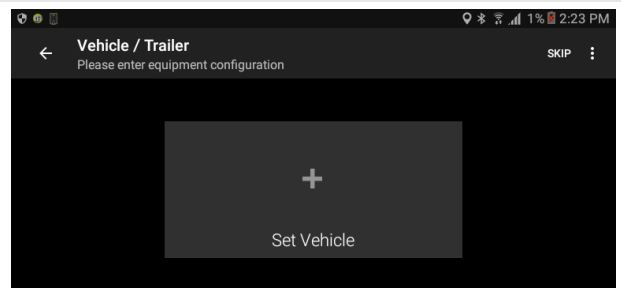 1% 2:23 PM
Vehicle / Trailer
SKIP
Please enter equipment configuration
Set Vehicle